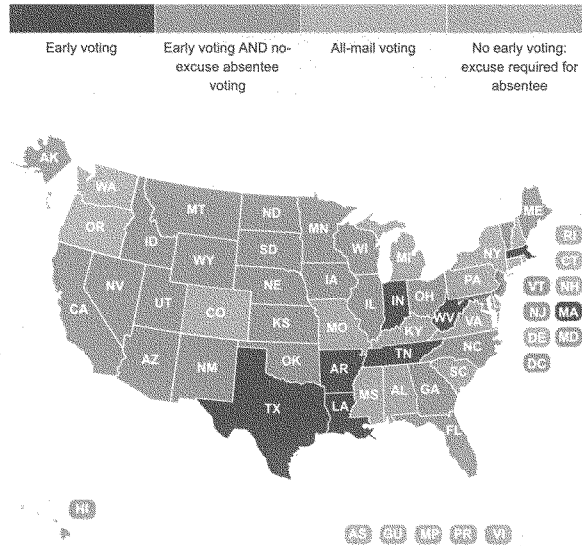 Early voting
Early voting AND no-
excuse absentee
voting
All-mail voting
No early voting:
excuse required for
absentee
AK
WA
MT
ND
MN
ME
OR
ID
SD
WI
MI
NY
RI
WY
CT
NE
IA
PA
NV
IL
IN
OH
VT
NH
UT
CO
CA
KS
MO
WV
VA
NJ
MA
KY
DE
MD
AZ
NM
OK
AR
TN
NC
DC
SC
MS
AL
GA
TX
LA
FL
HI
AS
GU
MP
PR
VI